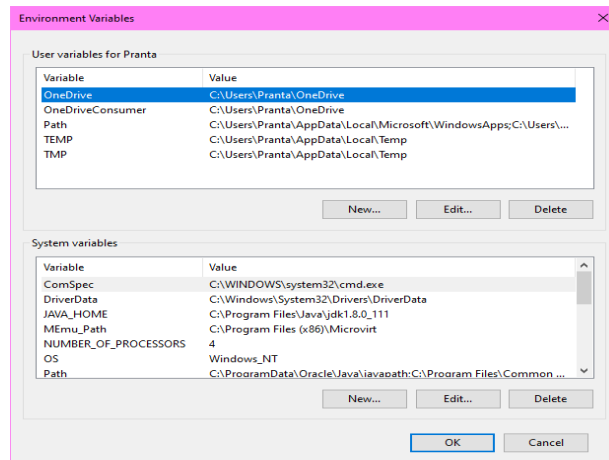 Environment Variables
User variables for Pranta
Variable Value
OneDrive C:\Users\Pranta\OneDrive
OneDriveConsumer C:\Users\Pranta\OneDrive
Path C:\Users\Pranta\AppData\Local\Microsoft\WindowsApps;C:\Users\...
TEMP C:\Users\Pranta\AppData\Local\Temp
TMP C:\Users\Pranta\AppData\Local\Temp
New... Edit... Delete
System variables
Variable Value
ComSpec C:\WINDOWS\system32\cmd.exe
DriverData C:\Windows\System32\Drivers\DriverData
JAVA_HOME C:\Program Files\Java\jdk1.8.0_111
MEmu_Path C:\Program Files (x86)\Microvirt
NUMBER_OF_PROCESSORS 4
OS Windows_NT
Path C:\ProgramData\Oracle\Java\javapath;C:\Program Files\Common ...
New... Edit... Delete
OK Cancel